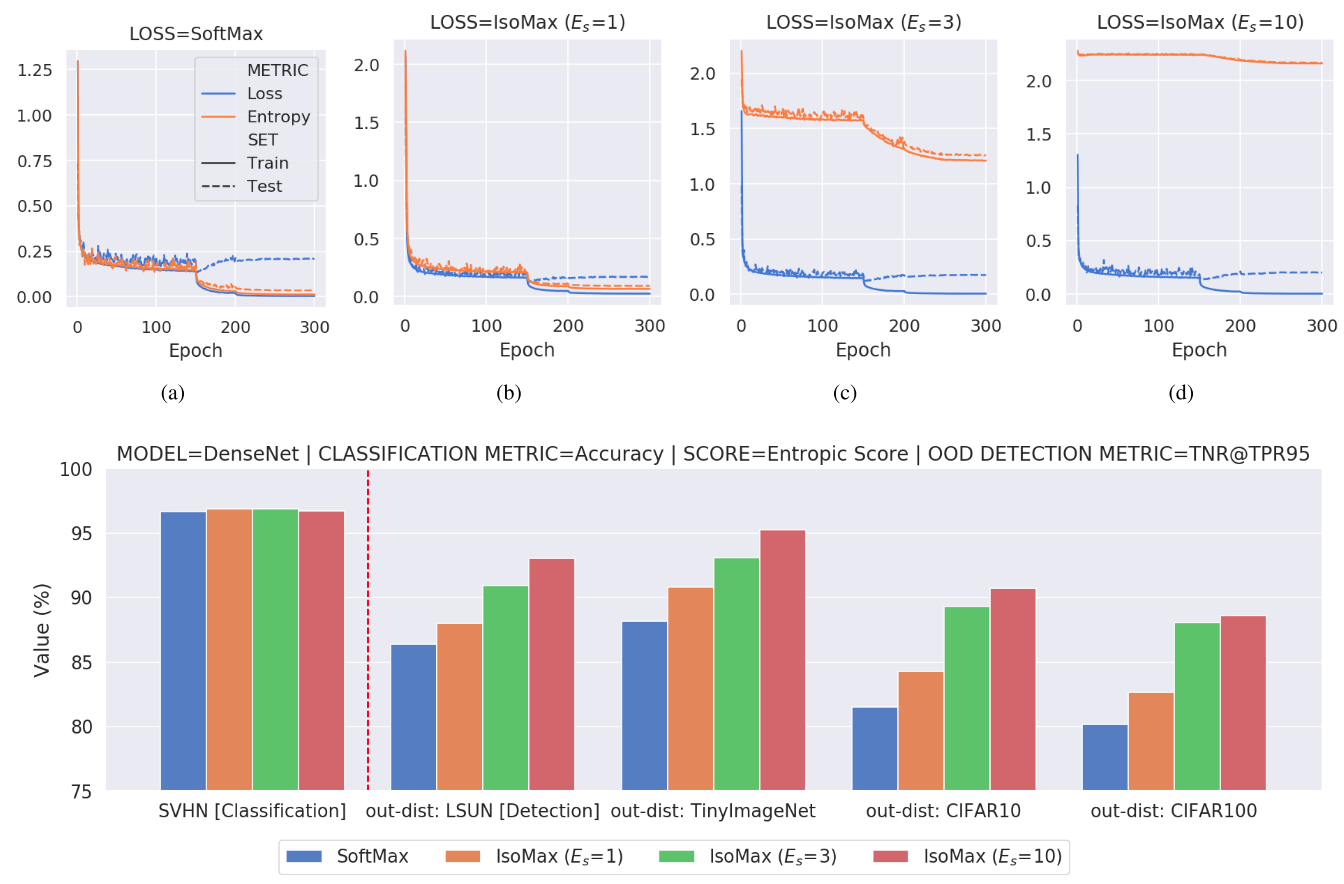 LOSS=SoftMax
1.25
1.00
0.75
0.50
0.25
0.00
METRIC
Loss
Entropy
SET
Train
Test
0 100 200 300
Epoch
(a)
LOSS=IsoMax (Es=1)
2.0
1.5
1.0
0.5
0.0
0 100 200 300
Epoch
(b)
LOSS=IsoMax (Es=3)
2.0
1.5
1.0
0.5
0.0
0 100 200 300
Epoch
(c)
LOSS=IsoMax (Es=10)
2.0
1.5
1.0
0.5
0.0
0 100 200 300
Epoch
(d)
MODEL=DenseNet | CLASSIFICATION METRIC=Accuracy | SCORE=Entropic Score | OOD DETECTION METRIC=TNR@TPR95
Value (%)
100
95
90
85
80
75
SVHN [Classification] out-dist: LSUN [Detection] out-dist: TinyImageNet out-dist: CIFAR10 out-dist: CIFAR100
SoftMax IsoMax (Es=1) IsoMax (Es=3) IsoMax (Es=10)